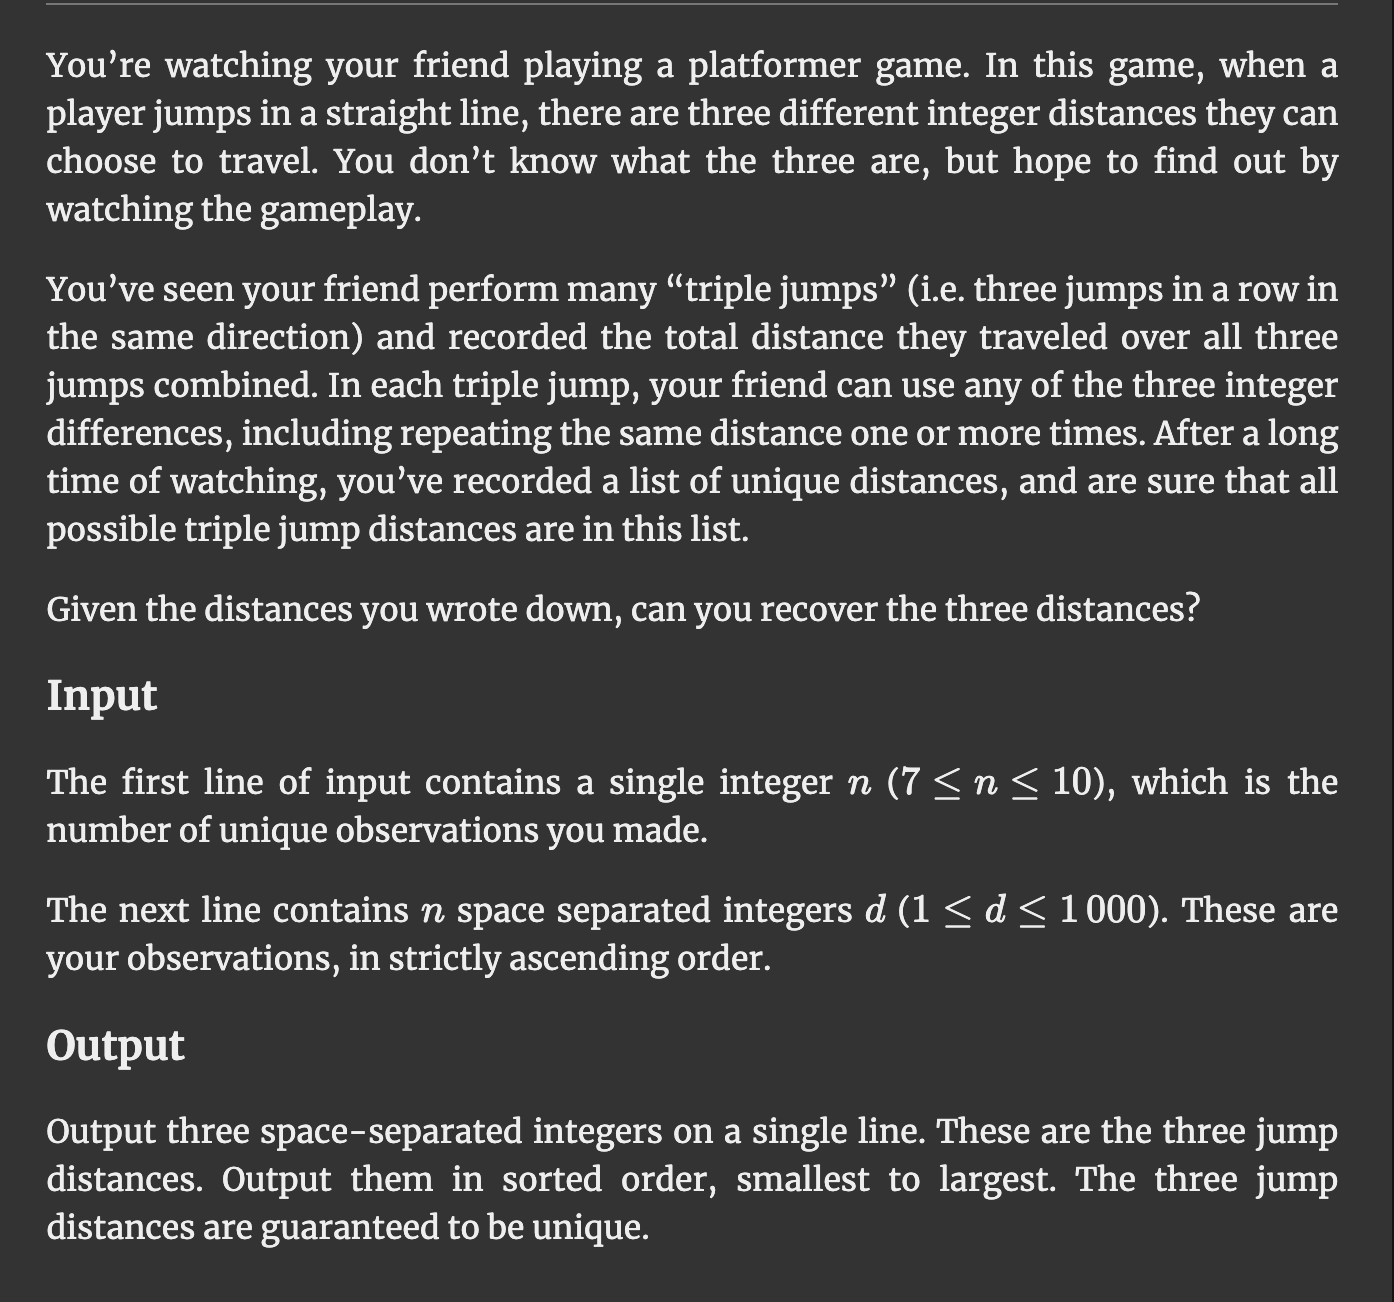 You’re watching your friend playing a platformer game. In this game, when a
player jumps in a straight line, there are three different integer distances they can
choose to travel. You don’t know what the three are, but hope to find out by
watching the gameplay.
You’ve seen your friend perform many “triple jumps” (i.e. three jumps in a row in
the same direction) and recorded the total distance they traveled over all three
jumps combined. In each triple jump, your friend can use any of the three integer
differences, including repeating the same distance one or more times. After a long
time of watching, you’ve recorded a list of unique distances, and are sure that all
possible triple jump distances are in this list.
Given the distances you wrote down, can you recover the three distances?
Input
The first line of input contains a single integer n (7 ≤ n ≤ 10), which is the
number of unique observations you made.
The next line contains n space separated integers d (1 ≤ d ≤ 1 000). These are
your observations, in strictly ascending order.
Output
Output three space-separated integers on a single line. These are the three jump
distances. Output them in sorted order, smallest to largest. The three jump
distances are guaranteed to be unique.